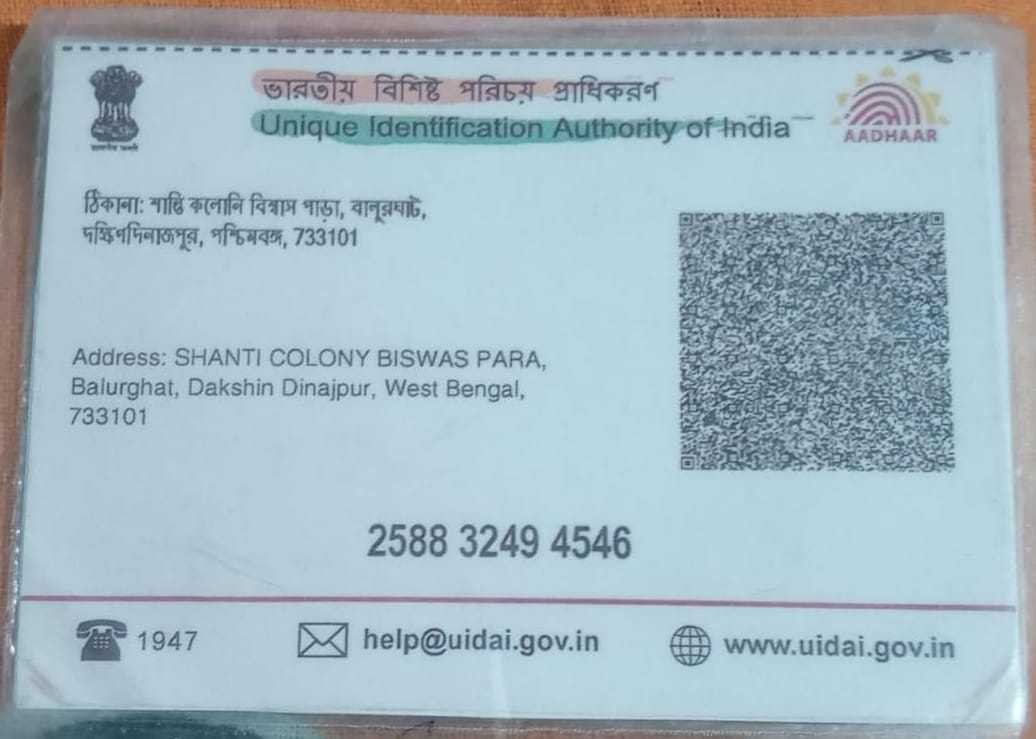 ভারতীয় বিশিষ্ট পরিচয় প্রাধিকরণ
Unique Identification Authority of India
AADHAAR
ঠিকানা: শান্তি কলোনি বিশ্বাস পাড়া, বালুরঘাট,
দক্ষিণদিনাজপুর, পশ্চিমবঙ্গ, 733101
Address: SHANTI COLONY BISWAS PARA,
Balurghat, Dakshin Dinajpur, West Bengal,
733101
2588 3249 4546
1947
help@uidai.gov.in
www.uidai.gov.in